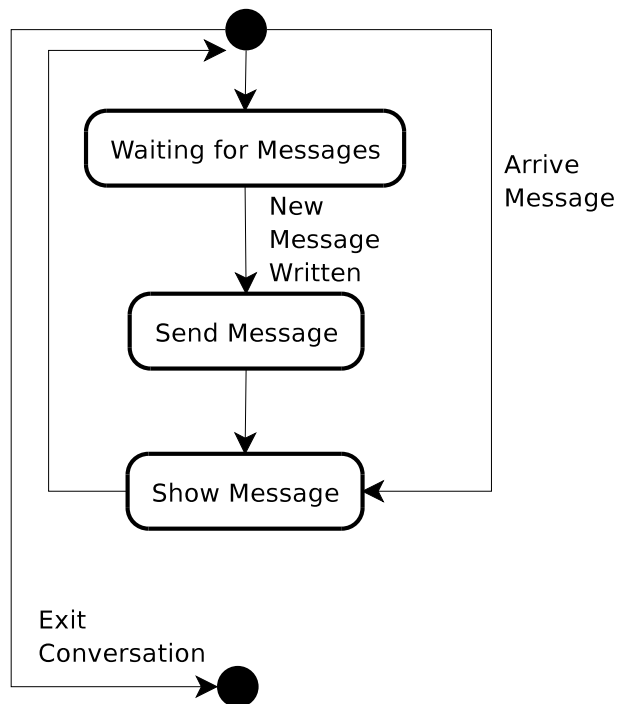 Waiting for Messages
Arrive
Message
New
Message
Written
Send Message
Show Message
Exit
Conversation